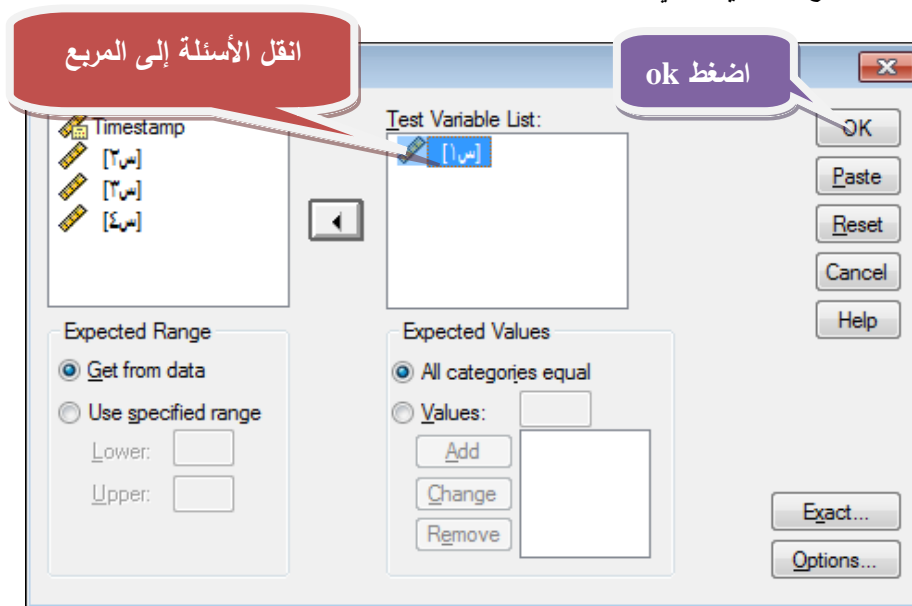 انقل الأسئلة إلى المربع
اضغط ok
Timestamp
[س٢]
[س٣]
[س٤]
Test Variable List:
[س١]
OK
Paste
Reset
Cancel
Help
Expected Range
Get from data
Use specified range
Lower:
Upper:
Expected Values
All categories equal
Values:
Add
Change
Remove
Exact...
Options...